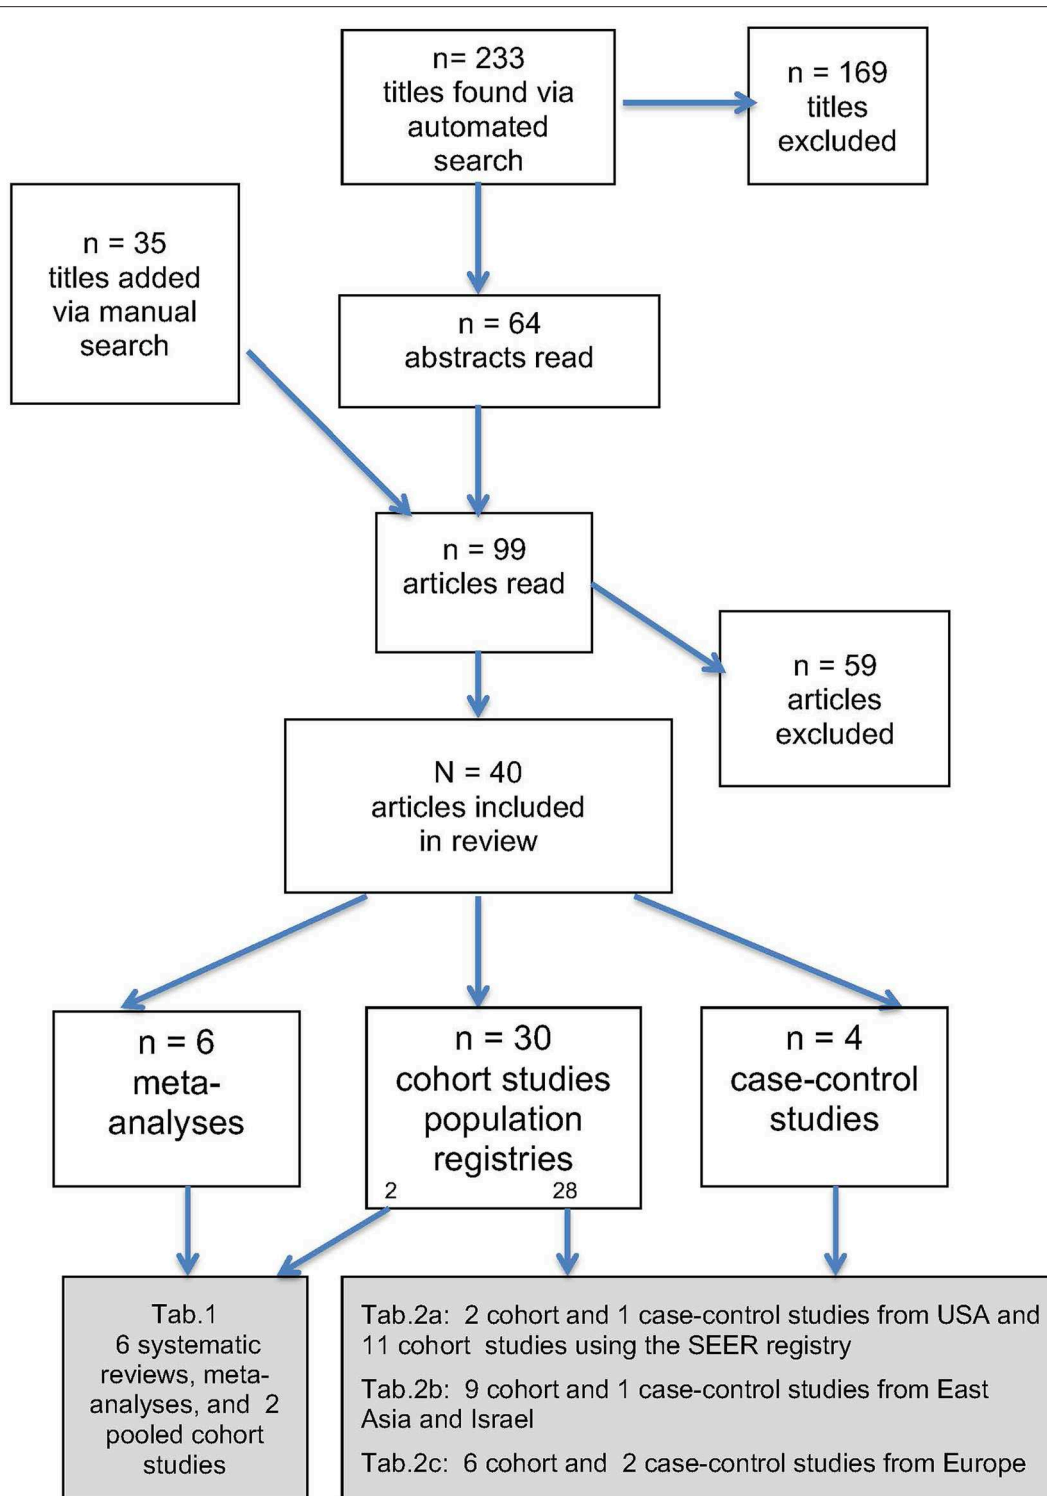 n= 233
titles found via
automated
search
n = 169
titles
excluded
n = 35
titles added
via manual
search
n = 64
abstracts read
n = 99
articles read
n = 59
articles
excluded
N = 40
articles included
in review
n = 6
meta-
analyses
n = 30
cohort studies
population
registries
2 28
n = 4
case-control
studies
Tab.1
6 systematic
reviews, meta-
analyses, and 2
pooled cohort
studies
Tab.2a: 2 cohort and 1 case-control studies from USA and
11 cohort studies using the SEER registry
Tab.2b: 9 cohort and 1 case-control studies from East
Asia and Israel
Tab.2c: 6 cohort and 2 case-control studies from Europe